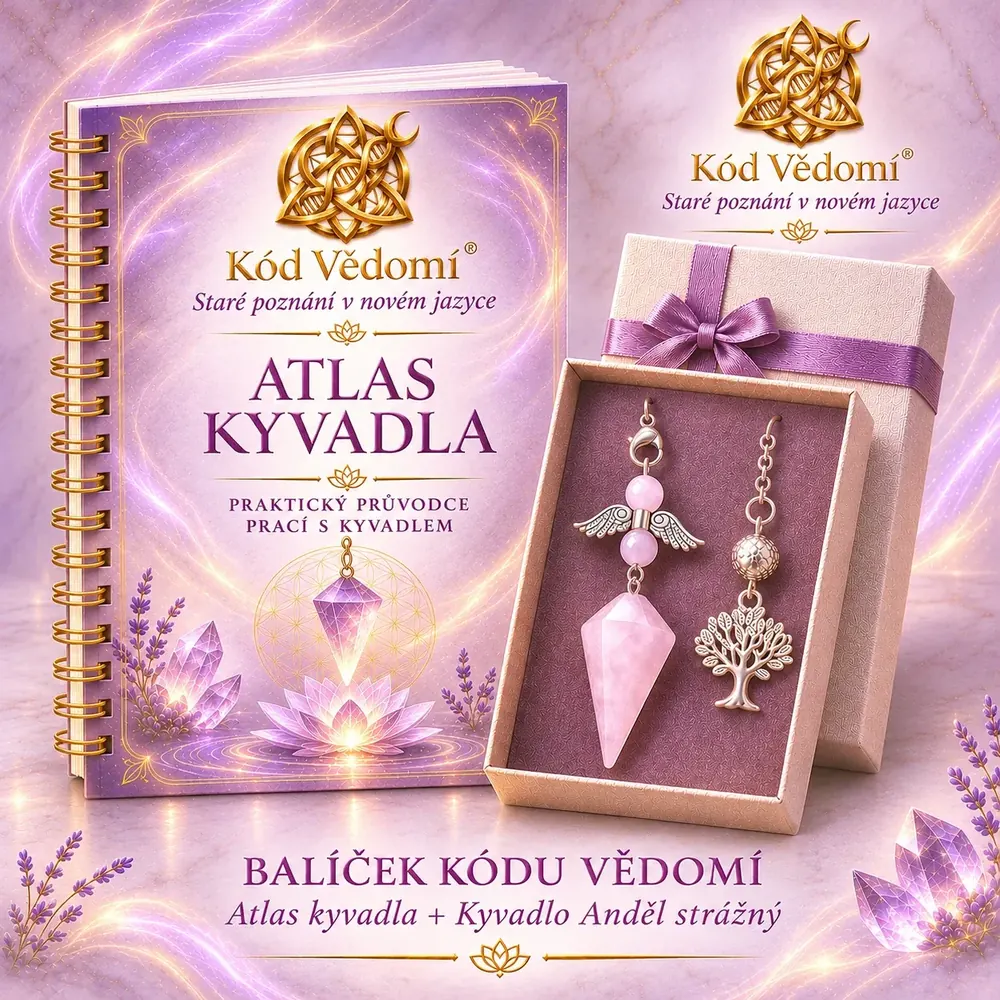 Kód Vědomí®
Staré poznání v novém jazyce
ATLAS
KYVADLA
PRAKTICKÝ PRŮVODCE
PRACÍ S KYVADLEM
Kód Vědomí®
Staré poznání v novém jazyce
BALÍČEK KÓDU VĚDOMÍ
Atlas kyvadla + Kyvadlo Anděl strážný